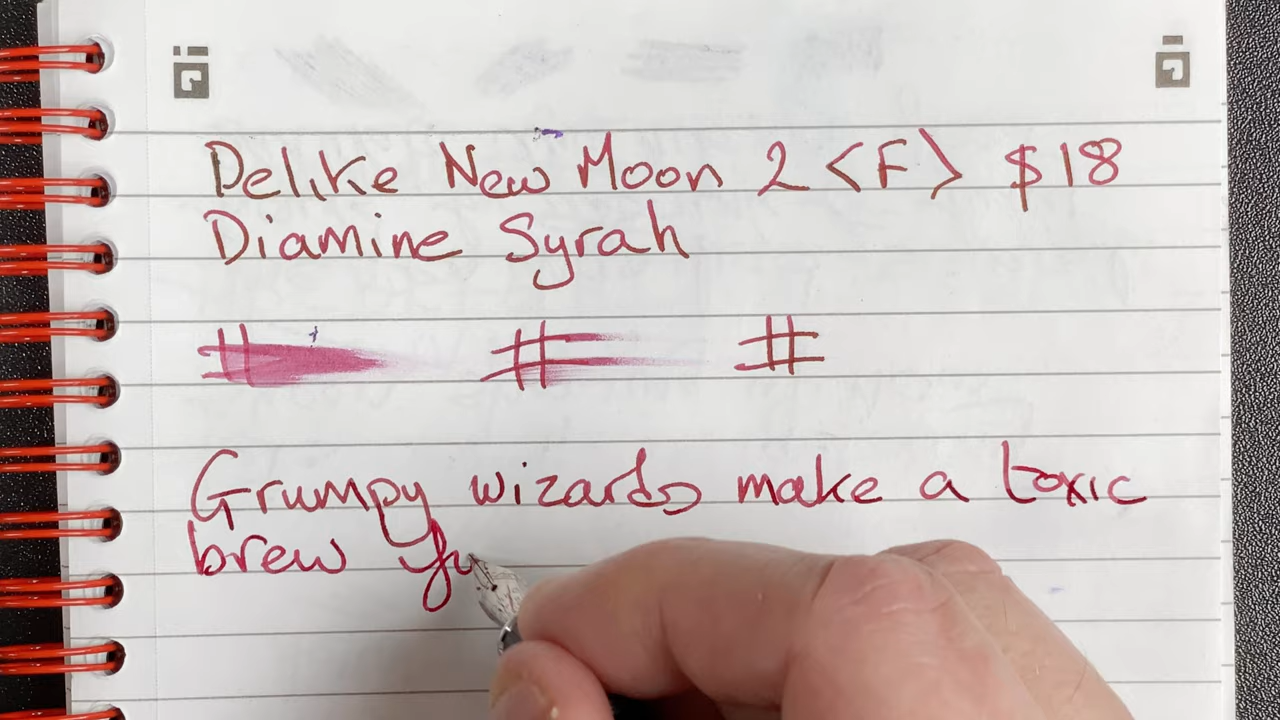 Delike New Moon 2 <F> $18
Diamine Syrah
# # #
Grumpy wizards make a toxic
brew